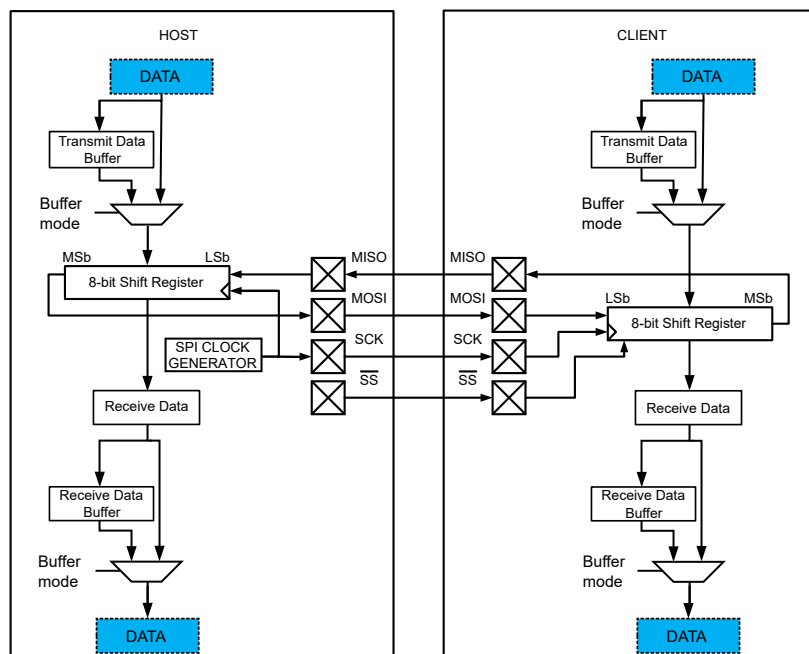 HOST
DATA
Transmit Data
Buffer
Buffer
mode
MSb
LSb
8-bit Shift Register
SPI CLOCK
GENERATOR
MISO
MOSI
SCK
SS
Receive Data
Receive Data
Buffer
Buffer
mode
DATA
CLIENT
DATA
Transmit Data
Buffer
Buffer
mode
MISO
MOSI
SCK
SS
LSb
MSb
8-bit Shift Register
Receive Data
Receive Data
Buffer
Buffer
mode
DATA